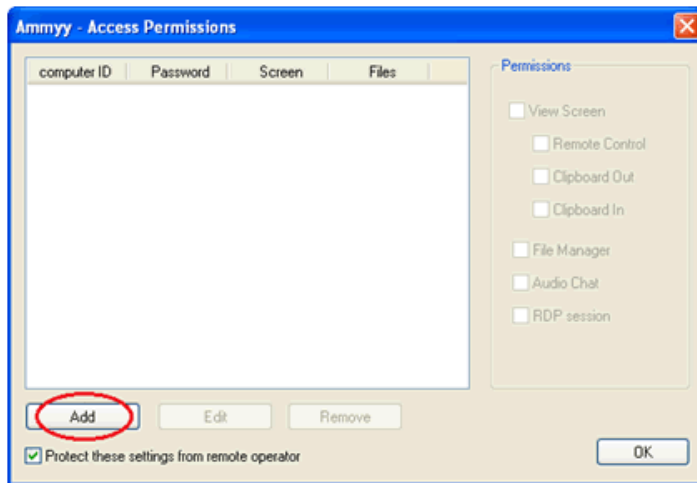 Ammyy - Access Permissions
computer ID Password Screen Files
Permissions
View Screen
Remote Control
Clipboard Out
Clipboard In
File Manager
Audio Chat
RDP session
Add Edit Remove
Protect these settings from remote operator
OK